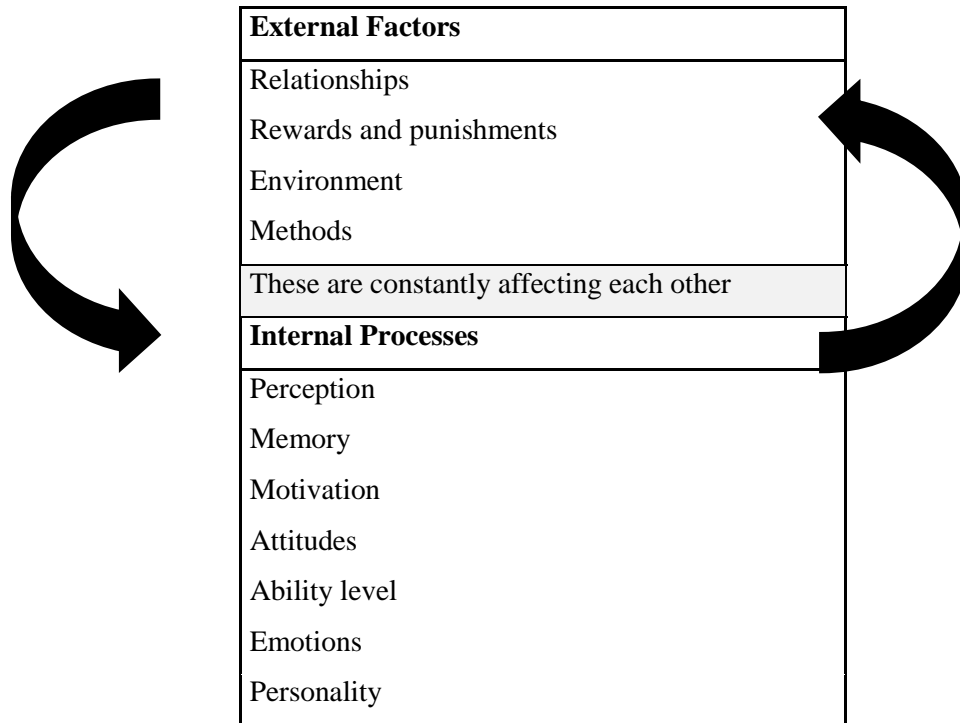 External Factors
Relationships
Rewards and punishments
Environment
Methods
These are constantly affecting each other
Internal Processes
Perception
Memory
Motivation
Attitudes
Ability level
Emotions
Personality